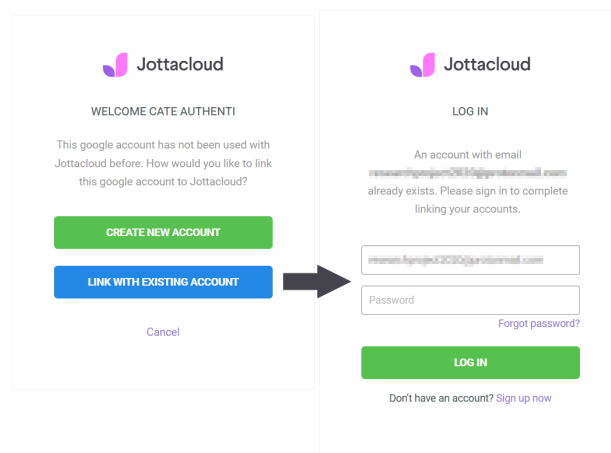 Jottacloud
WELCOME CATE AUTHENTI
This google account has not been used with
Jottacloud before. How would you like to link
this google account to Jottacloud?
CREATE NEW ACCOUNT
LINK WITH EXISTING ACCOUNT
Cancel
Jottacloud
LOG IN
An account with email
already exists. Please sign in to complete
linking your accounts.
Password
Forgot password?
LOG IN
Don't have an account? Sign up now